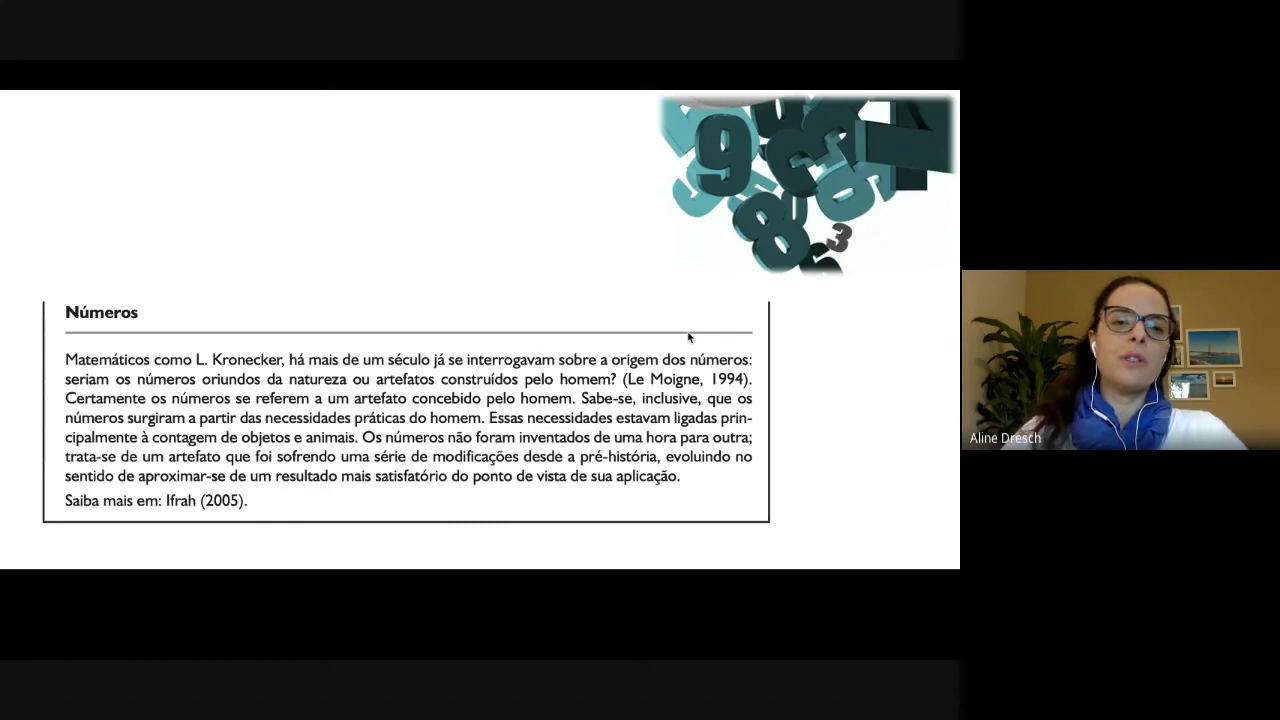 9
8
3
Números
Matemáticos como L. Kronecker, há mais de um século já se interrogavam sobre a origem dos números:
seriam os números oriundos da natureza ou artefatos construídos pelo homem? (Le Moigne, 1994).
Certamente os números se referem a um artefato concebido pelo homem. Sabe-se, inclusive, que os
números surgiram a partir das necessidades práticas do homem. Essas necessidades estavam ligadas prin-
cipalmente à contagem de objetos e animais. Os números não foram inventados de uma hora para outra;
trata-se de um artefato que foi sofrendo uma série de modificações desde a pré-história, evoluindo no
sentido de aproximar-se de um resultado mais satisfatório do ponto de vista de sua aplicação.
Saiba mais em: Ifrah (2005).
Aline Dresch